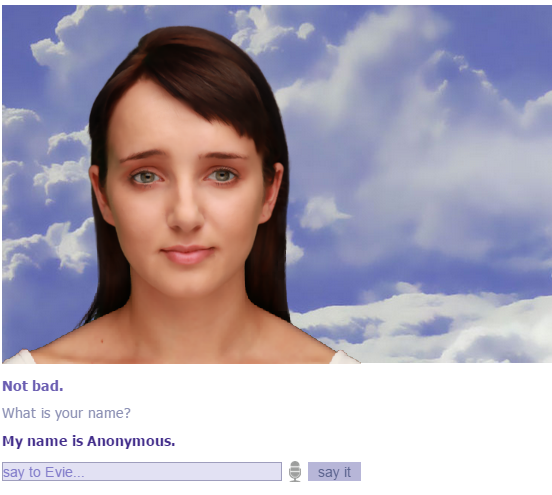 Not bad.
What is your name?
My name is Anonymous.
say to Evie...
say it